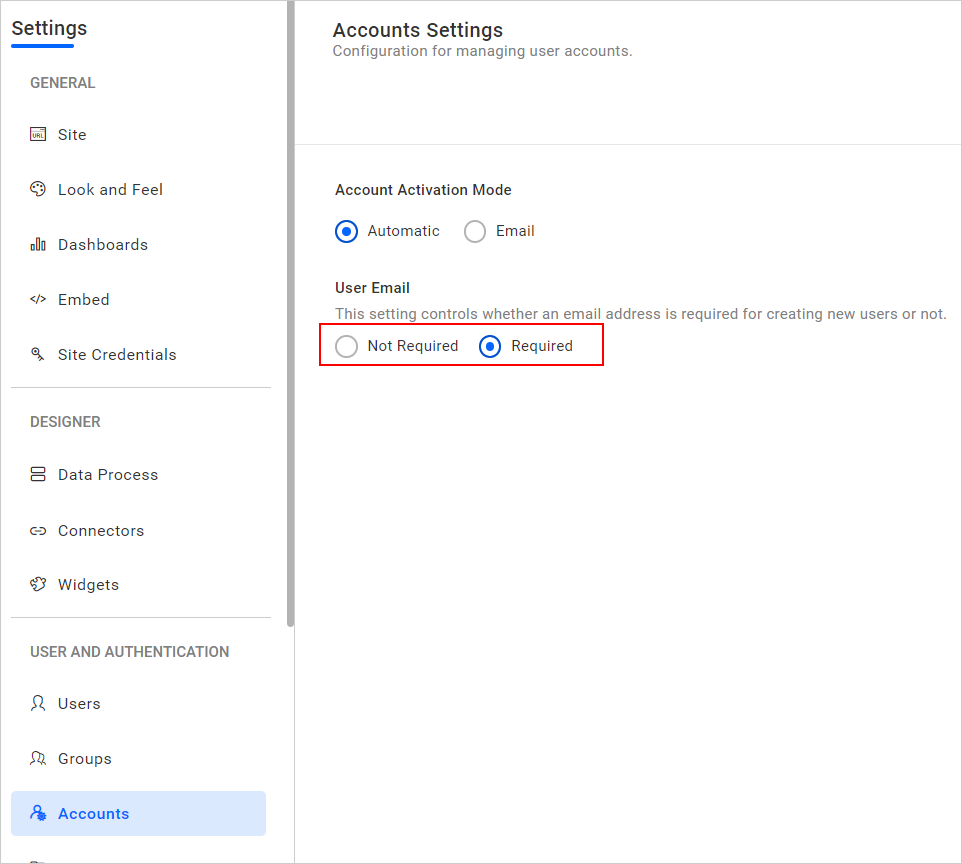 Settings
GENERAL
URL
Site
Look and Feel
Dashboards
Embed
Site Credentials
DESIGNER
Data Process
Connectors
Widgets
USER AND AUTHENTICATION
Users
Groups
Accounts
Accounts Settings
Configuration for managing user accounts.
Account Activation Mode
Automatic Email
User Email
This setting controls whether an email address is required for creating new users or not.
Not Required Required